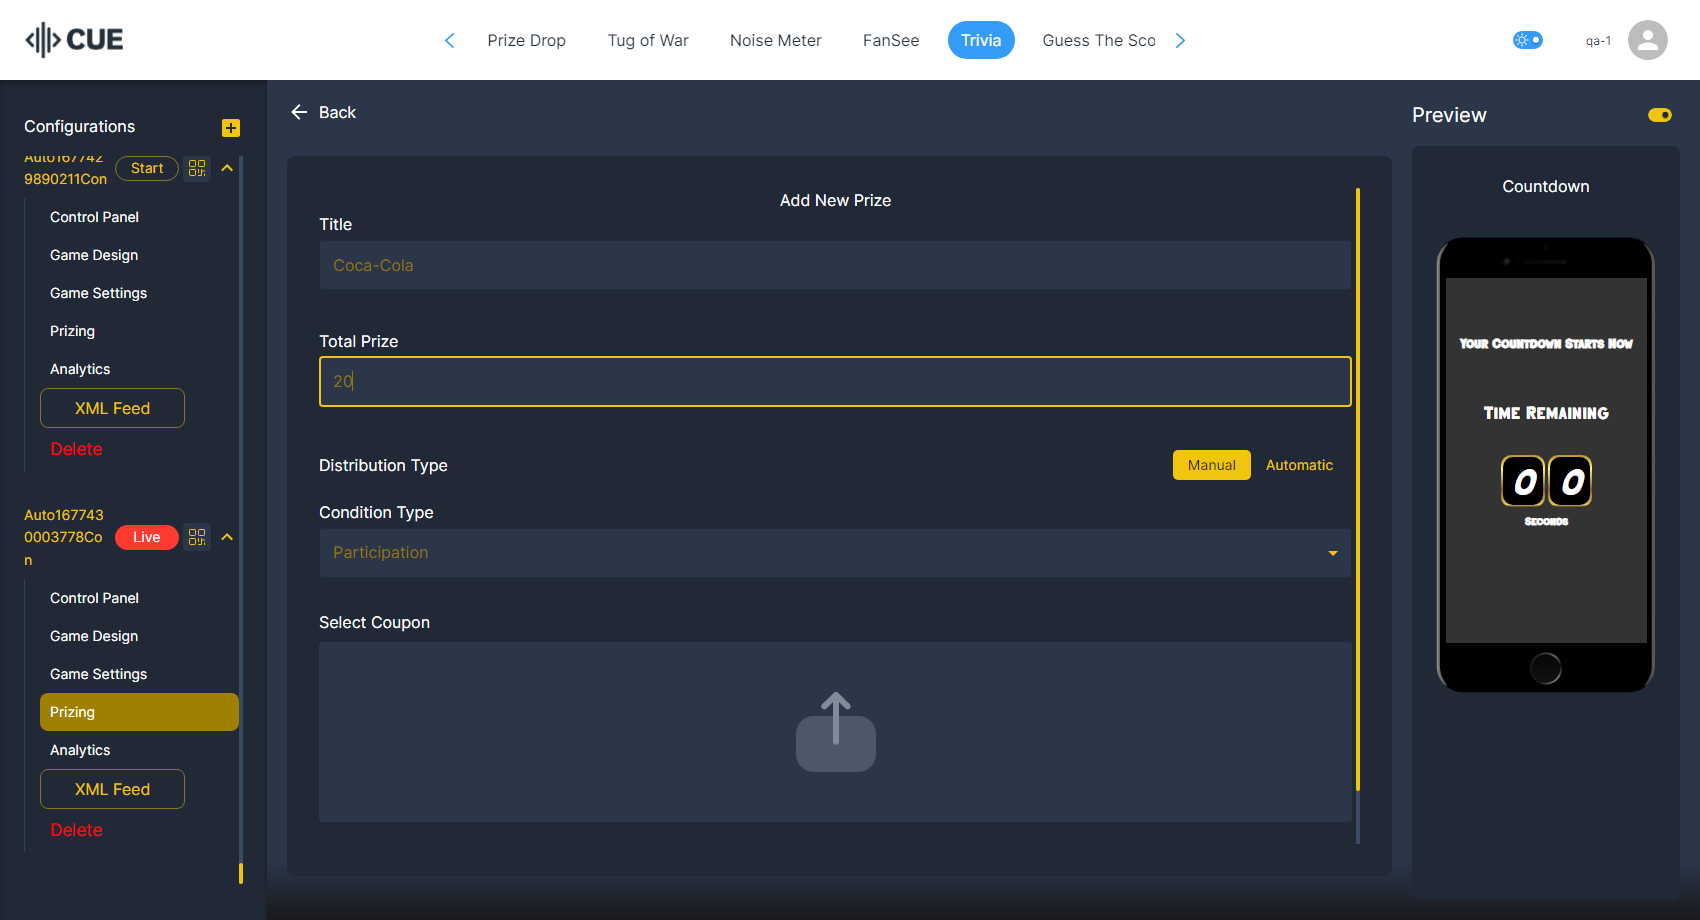 CUE
Prize Drop
Tug of War
Noise Meter
FanSee
Trivia
Guess The Sco
qa-1
Configurations
Auto167742
9890211Con
Start
Control Panel
Game Design
Game Settings
Prizing
Analytics
XML Feed
Delete
Auto167743
0003778Co
n
Live
Control Panel
Game Design
Game Settings
Prizing
Analytics
XML Feed
Delete
Back
Add New Prize
Title
Coca-Cola
Total Prize
20
Distribution Type
Manual
Automatic
Condition Type
Participation
Select Coupon
Preview
Countdown
Your Countdown Starts Now
Time Remaining
0 0
Seconds